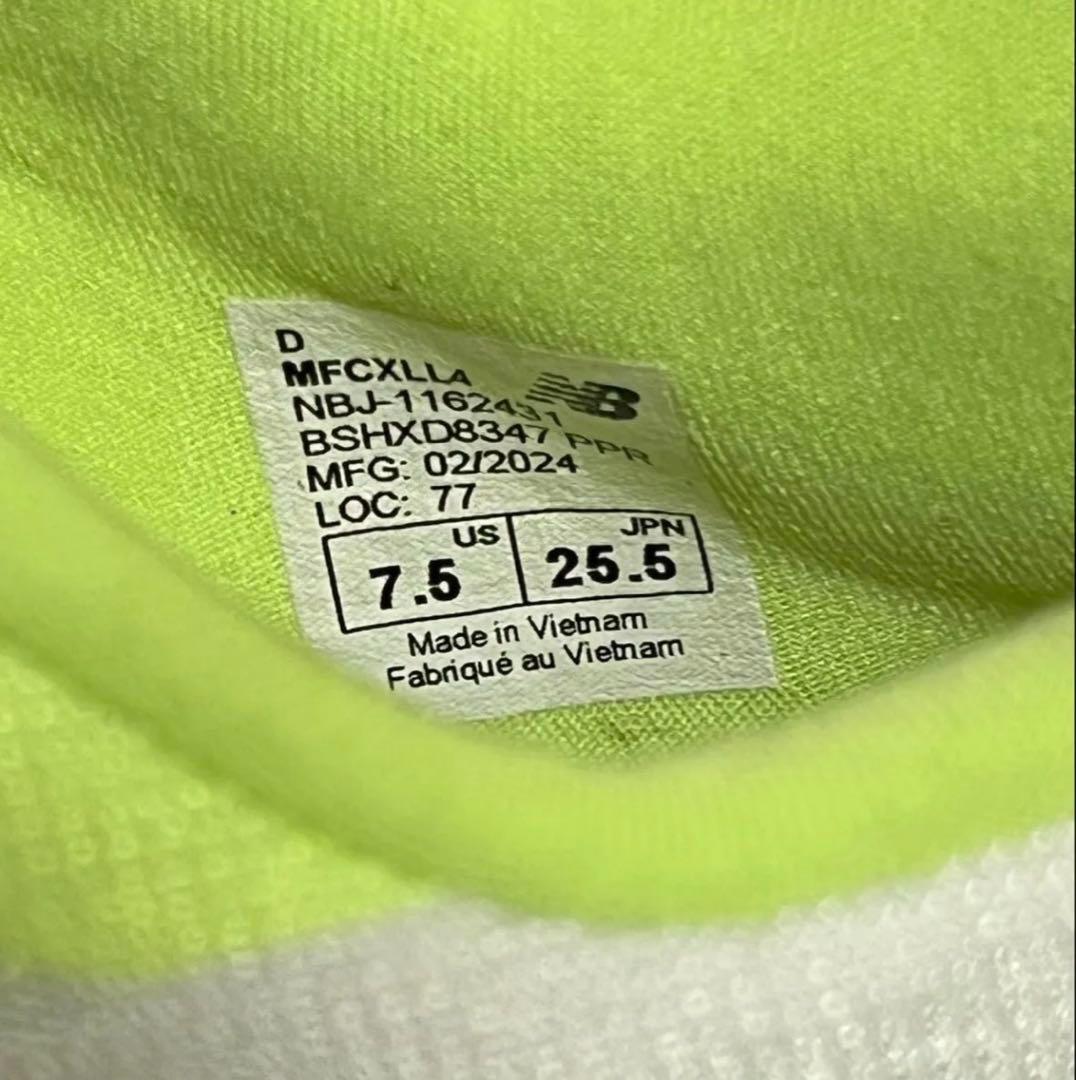 D
MFCXLLA
NBJ-1162431
BSHXD8347 PPR
MFG: 02/2024
LOC: 77
US JPN
7.5 25.5
Made in Vietnam
Fabriqué au Vietnam